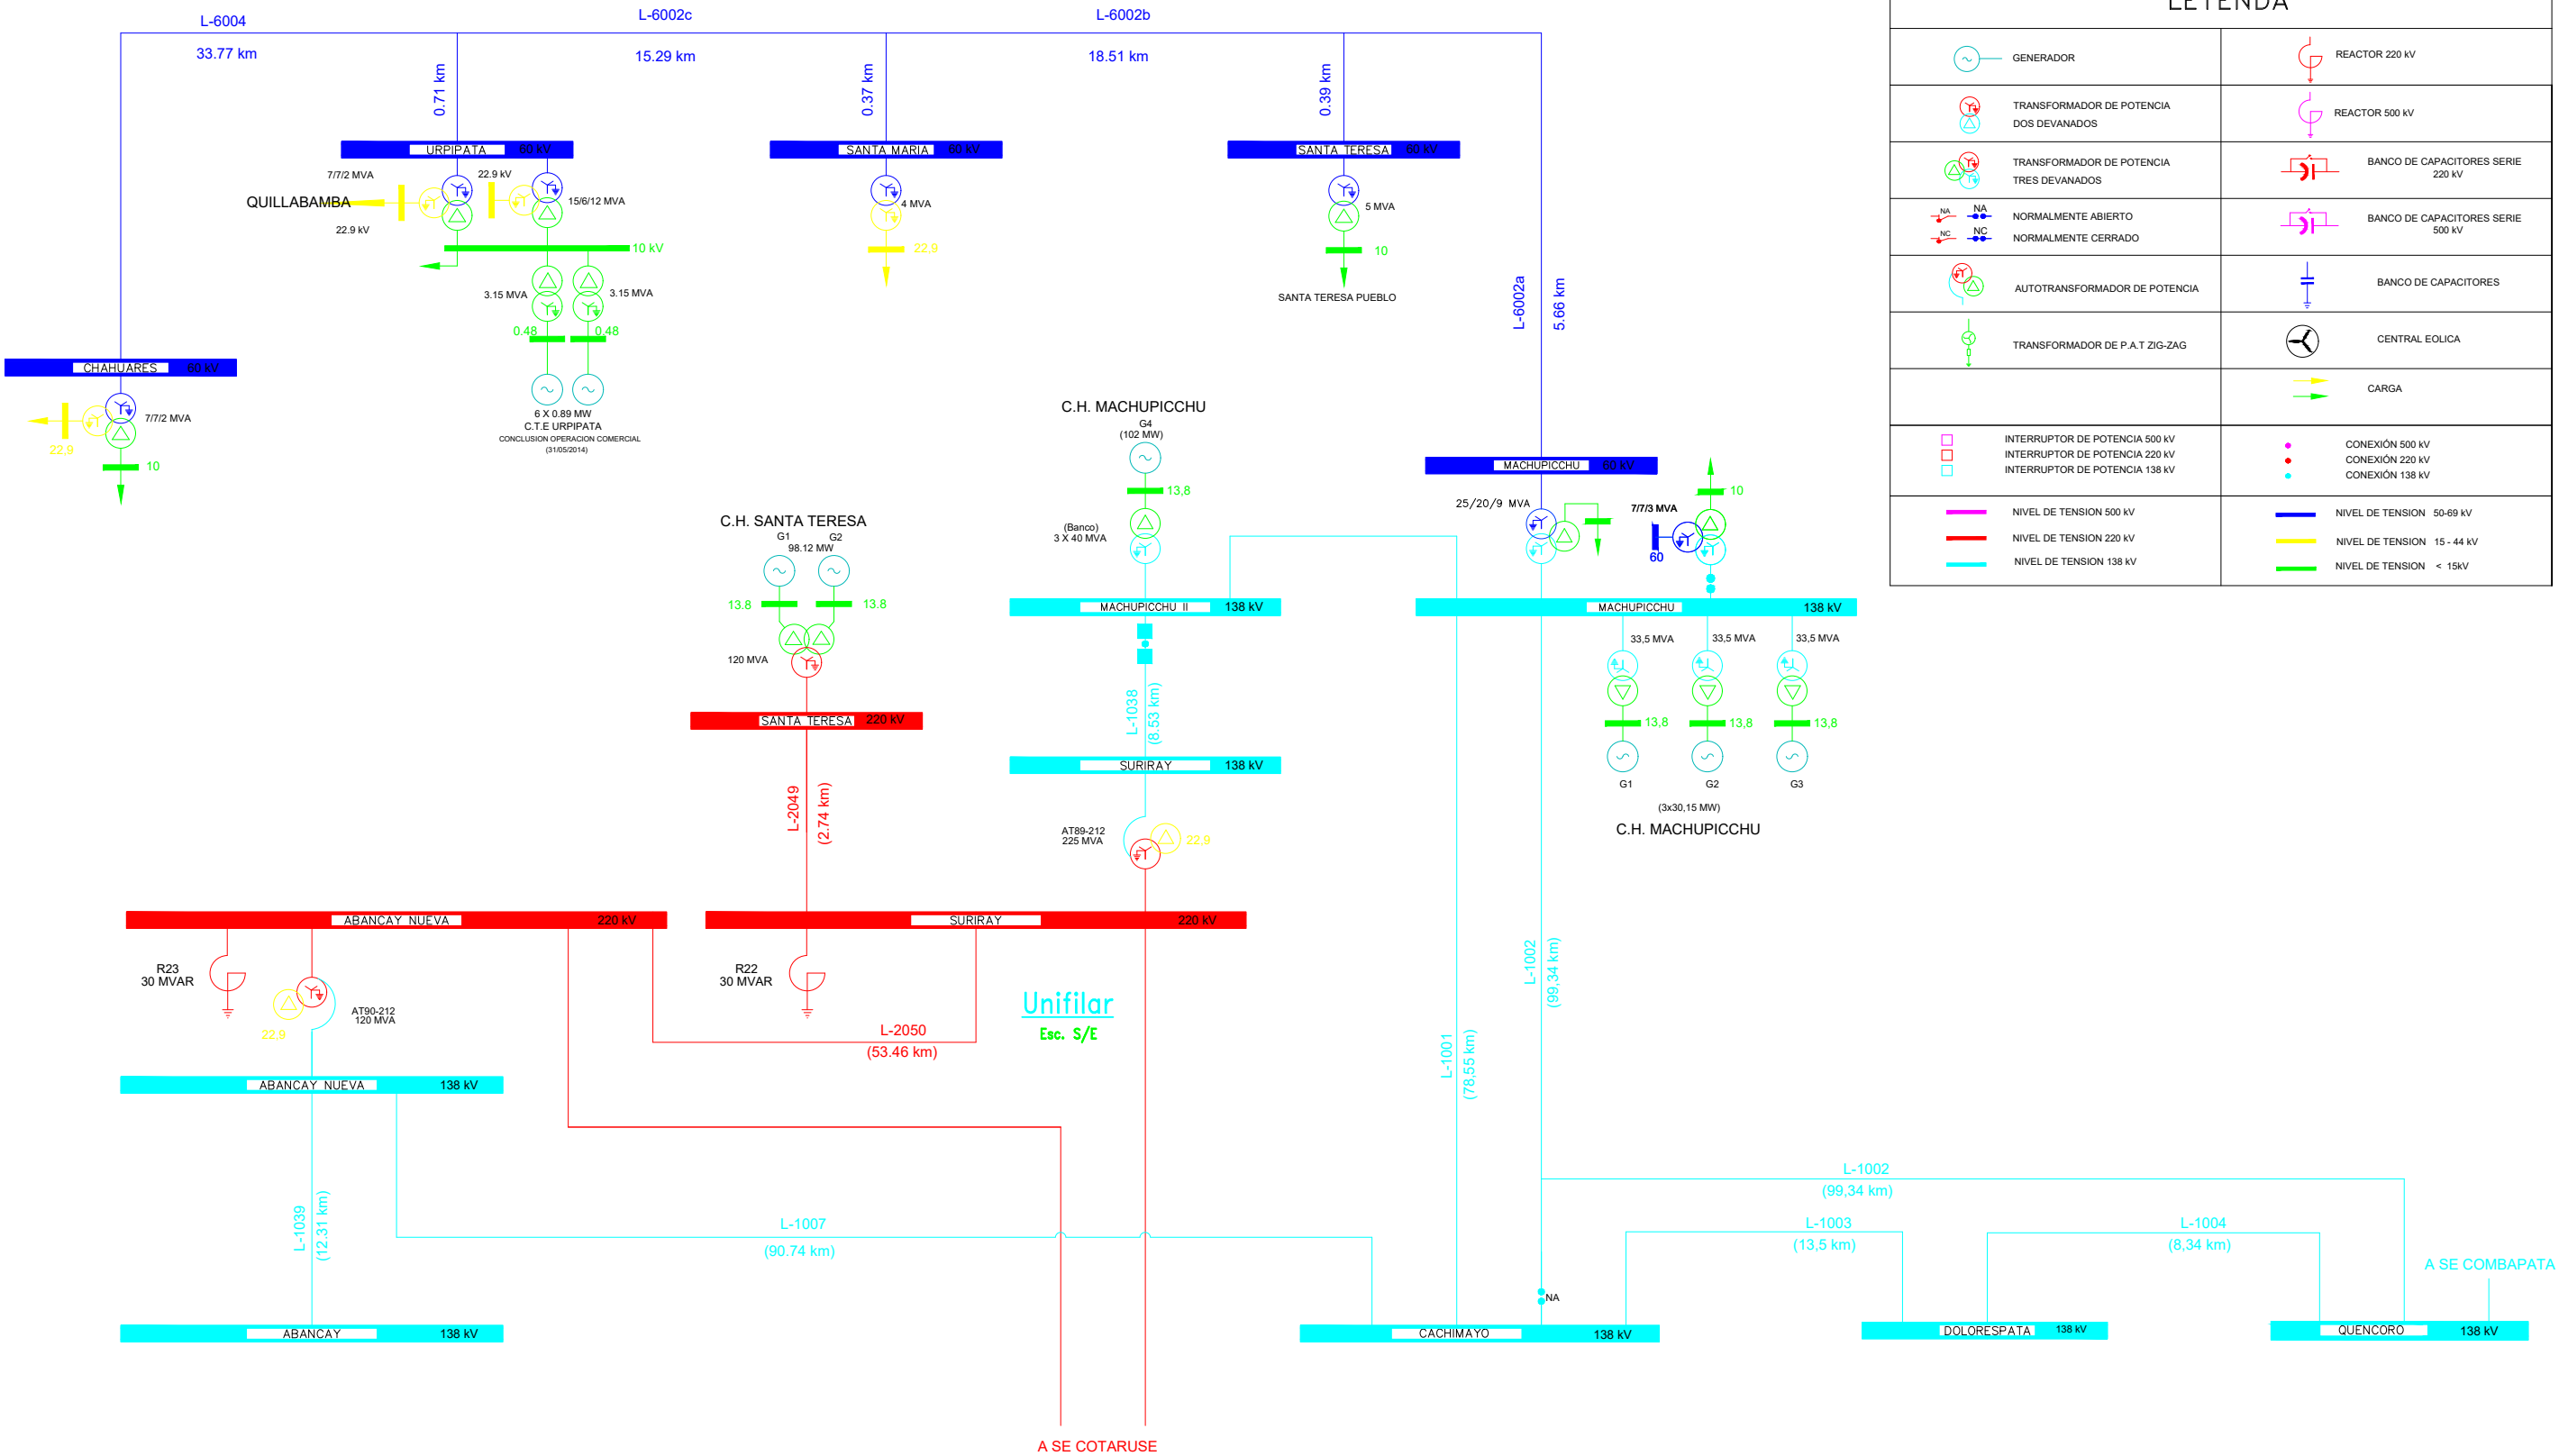 L-6004
L-6002c
L-6002b
33.77 km
15.29 km
18.51 km
0.71 km
0.37 km
0.39 km
URPIPATA 60 kV
SANTA MARIA 60 kV
SANTA TERESA 60 kV
7/7/2 MVA
22.9 kV
QUILLABAMBA
15/6/12 MVA
22.9 kV
10 kV
4 MVA
22,9
5 MVA
10
SANTA TERESA PUEBLO
3.15 MVA
3.15 MVA
0.48
0.48
6 X 0.89 MW
C.T.E URPIPATA
CONCLUSION OPERACION COMERCIAL
(31/05/2014)
L-6002a
5.66 km
CHAHUARES 60 kV
7/7/2 MVA
22,9
10
C.H. MACHUPICCHU
G4
(102 MW)
13,8
(Banco)
3 X 40 MVA
MACHUPICCHU 60 kV
25/20/9 MVA
7/7/3 MVA
10
60
C.H. SANTA TERESA
G1 G2
98.12 MW
13.8
13.8
120 MVA
MACHUPICCHU II 138 kV
MACHUPICCHU 138 kV
33,5 MVA
33,5 MVA
33,5 MVA
13,8
13,8
13,8
G1
G2
G3
(3x30,15 MW)
C.H. MACHUPICCHU
SANTA TERESA 220 kV
L-1038
(8.53 km)
SURIRAY 138 kV
L-2049
(2.74 km)
AT89-212
225 MVA
22,9
ABANCAY NUEVA 220 kV
SURIRAY 220 kV
R23
30 MVAR
R22
30 MVAR
AT90-212
120 MVA
22,9
Unifilar
Esc. S/E
L-2050
(53.46 km)
L-1002
(99,34 km)
L-1001
(78,55 km)
ABANCAY NUEVA 138 kV
L-1039
(12.31 km)
L-1007
(90.74 km)
L-1002
(99,34 km)
L-1003
(13,5 km)
L-1004
(8,34 km)
A SE COMBAPATA
NA
ABANCAY 138 kV
CACHIMAYO 138 kV
DOLORESPATA 138 kV
QUENCORO 138 kV
A SE COTARUSE
LEYENDA
GENERADOR
REACTOR 220 kV
TRANSFORMADOR DE POTENCIA
DOS DEVANADOS
REACTOR 500 kV
TRANSFORMADOR DE POTENCIA
TRES DEVANADOS
BANCO DE CAPACITORES SERIE
220 kV
NA NA NORMALMENTE ABIERTO
NC NC NORMALMENTE CERRADO
BANCO DE CAPACITORES SERIE
500 kV
AUTOTRANSFORMADOR DE POTENCIA
BANCO DE CAPACITORES
TRANSFORMADOR DE P.A.T ZIG-ZAG
CENTRAL EOLICA
CARGA
INTERRUPTOR DE POTENCIA 500 kV
INTERRUPTOR DE POTENCIA 220 kV
INTERRUPTOR DE POTENCIA 138 kV
CONEXIÓN 500 kV
CONEXIÓN 220 kV
CONEXIÓN 138 kV
NIVEL DE TENSION 500 kV
NIVEL DE TENSION 220 kV
NIVEL DE TENSION 138 kV
NIVEL DE TENSION 50-69 kV
NIVEL DE TENSION 15 - 44 kV
NIVEL DE TENSION < 15kV